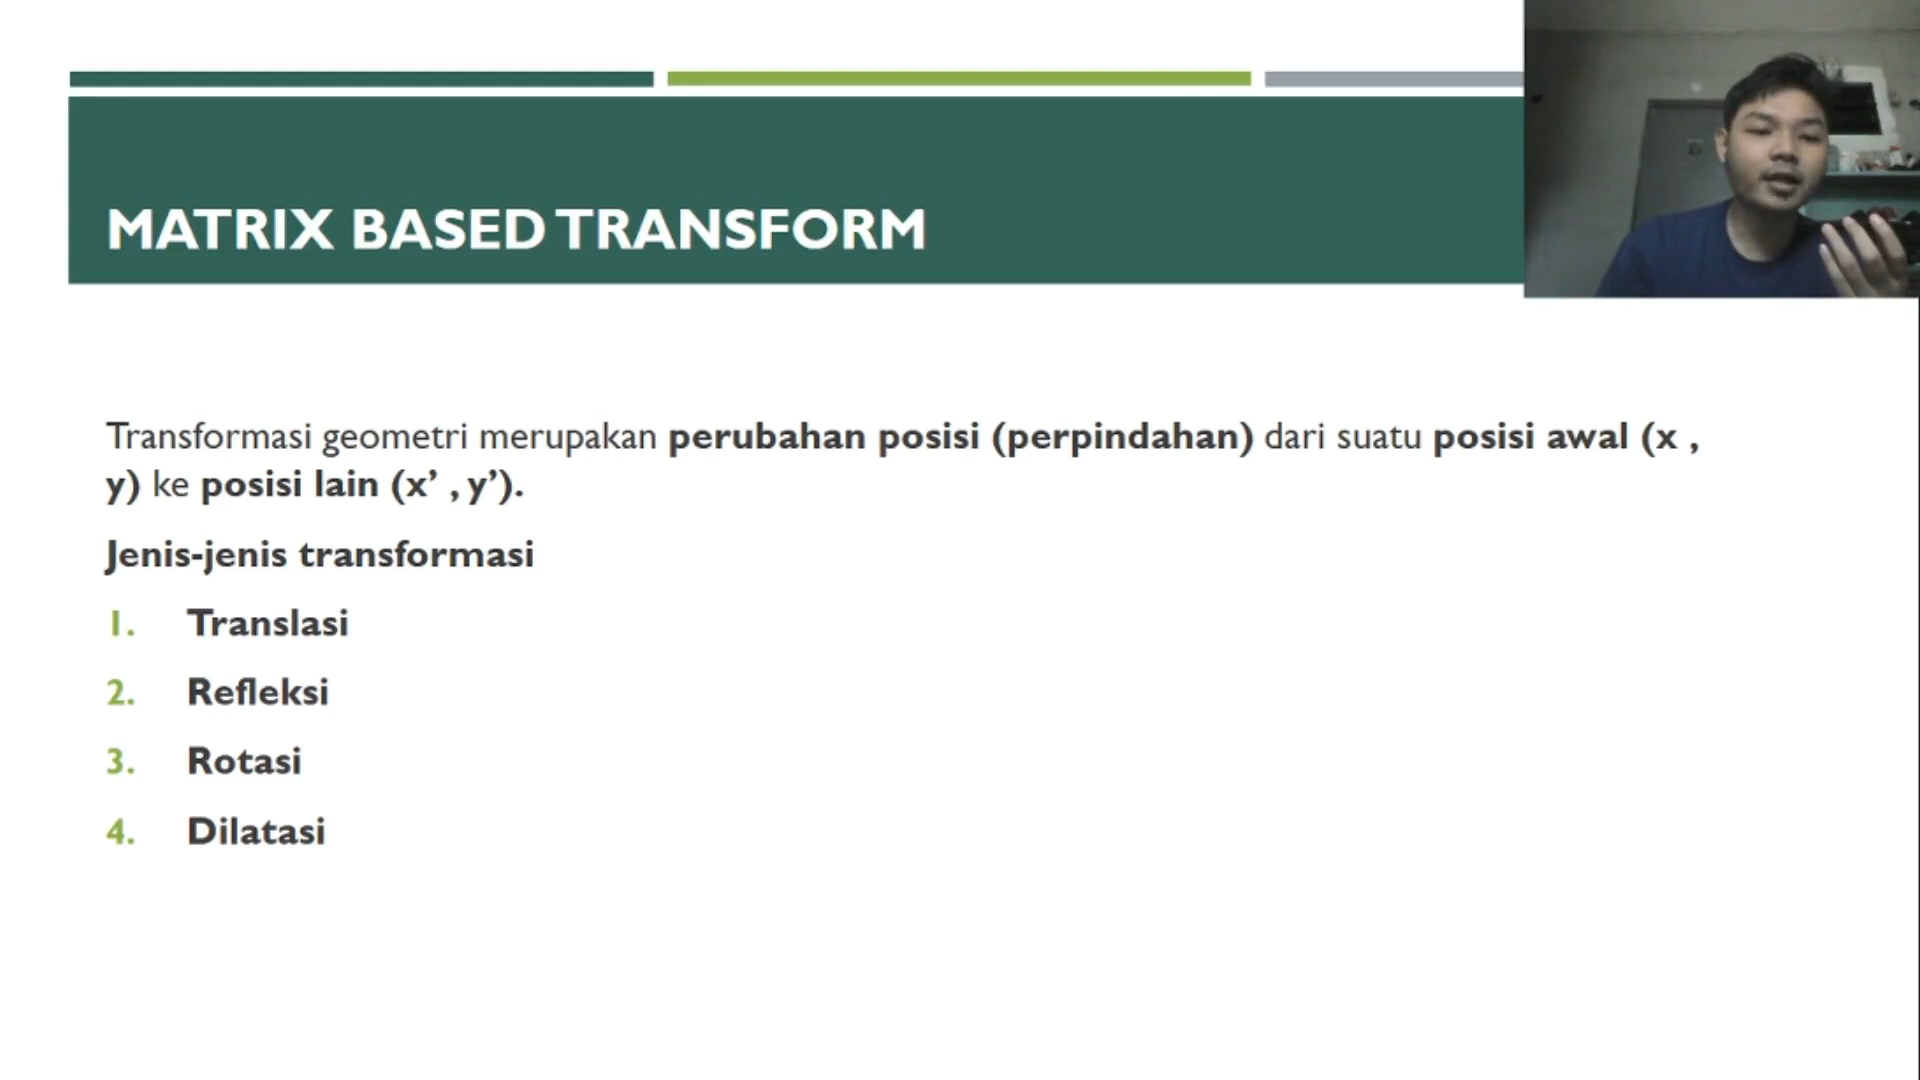 MATRIX BASED TRANSFORM
Transformasi geometri merupakan perubahan posisi (perpindahan) dari suatu posisi awal (x ,
y) ke posisi lain (x’ , y’).
Jenis-jenis transformasi
1. Translasi
2. Refleksi
3. Rotasi
4. Dilatasi